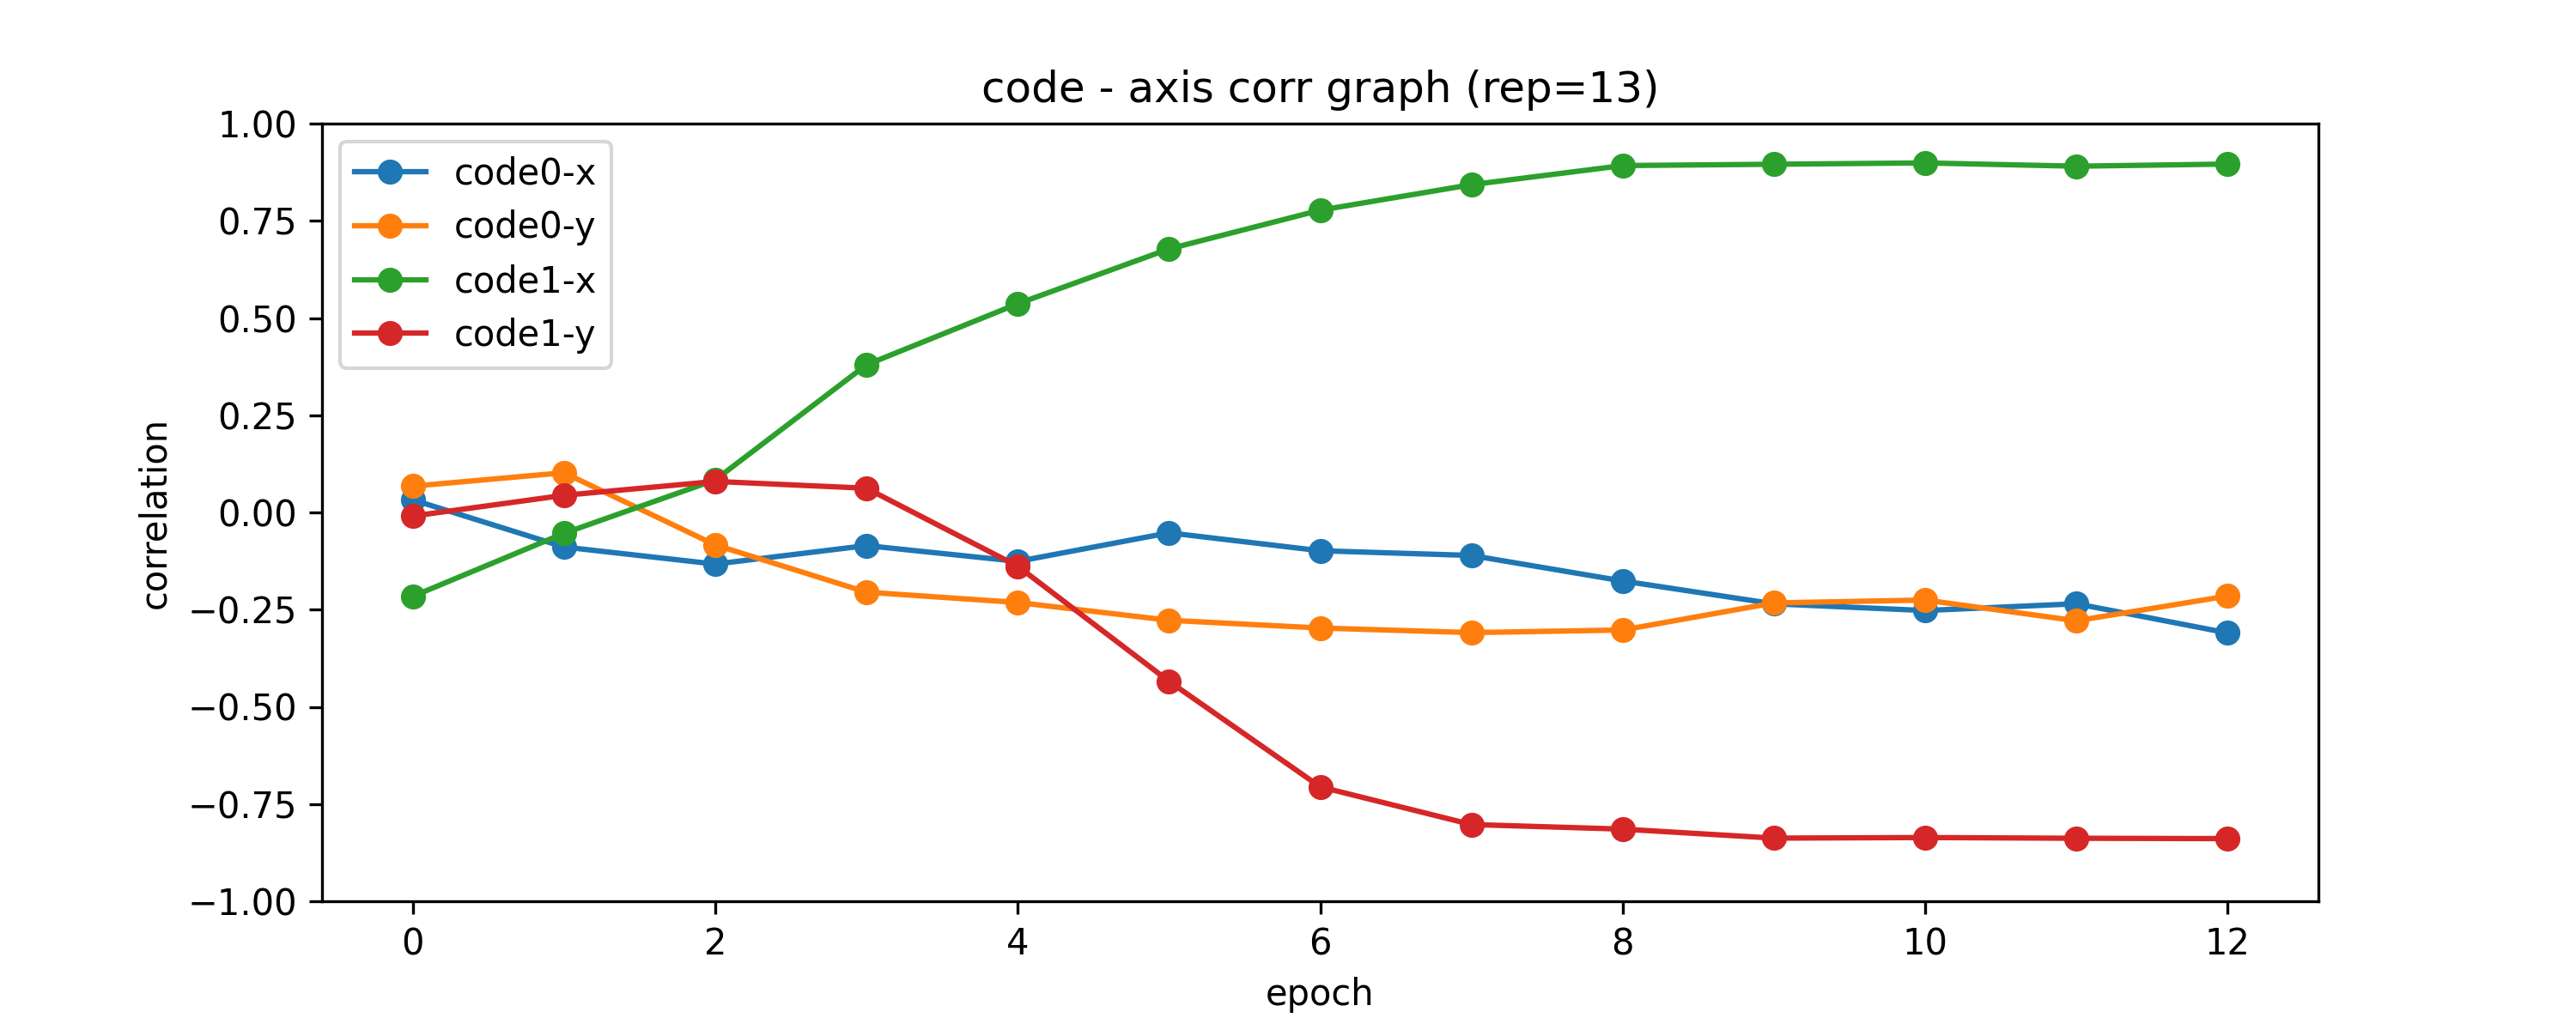 code - axis corr graph (rep=13)
1.00
0.75
0.50
0.25
0.00
−0.25
−0.50
−0.75
−1.00
correlation
code0-x
code0-y
code1-x
code1-y
0 2 4 6 8 10 12
epoch